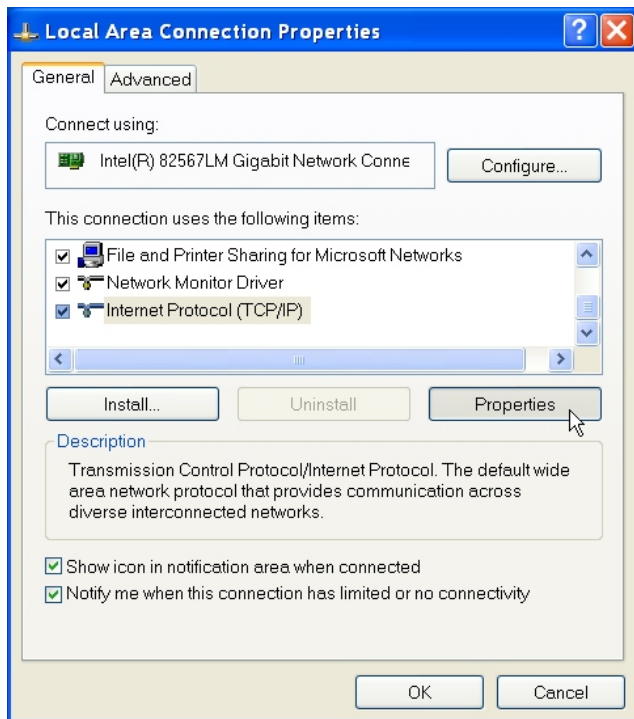 Local Area Connection Properties
General
Advanced
Connect using:
Intel(R) 82567LM Gigabit Network Conne
Configure...
This connection uses the following items:
File and Printer Sharing for Microsoft Networks
Network Monitor Driver
Internet Protocol (TCP/IP)
Install...
Uninstall
Properties
Description
Transmission Control Protocol/Internet Protocol. The default wide
area network protocol that provides communication across
diverse interconnected networks.
Show icon in notification area when connected
Notify me when this connection has limited or no connectivity
OK
Cancel